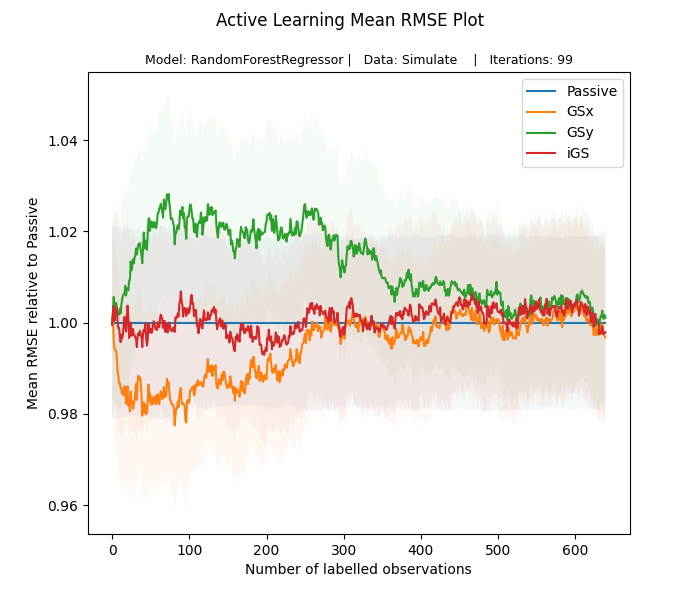 Active Learning Mean RMSE Plot
Model: RandomForestRegressor | Data: Simulate | Iterations: 99
Passive
GSx
GSy
iGS
Mean RMSE relative to Passive
1.04
1.02
1.00
0.98
0.96
0 100 200 300 400 500 600
Number of labelled observations